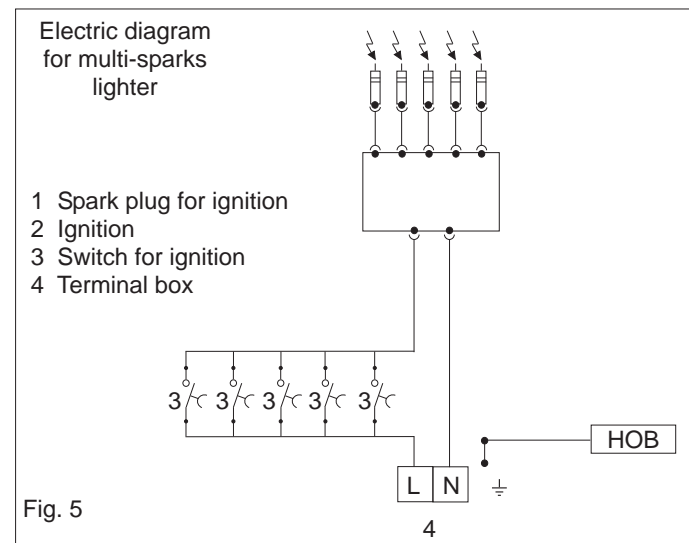 Electric diagram
for multi-sparks
lighter
1 Spark plug for ignition
2 Ignition
3 Switch for ignition
4 Terminal box
3 3 3 3 3
HOB
L N
Fig. 5
4